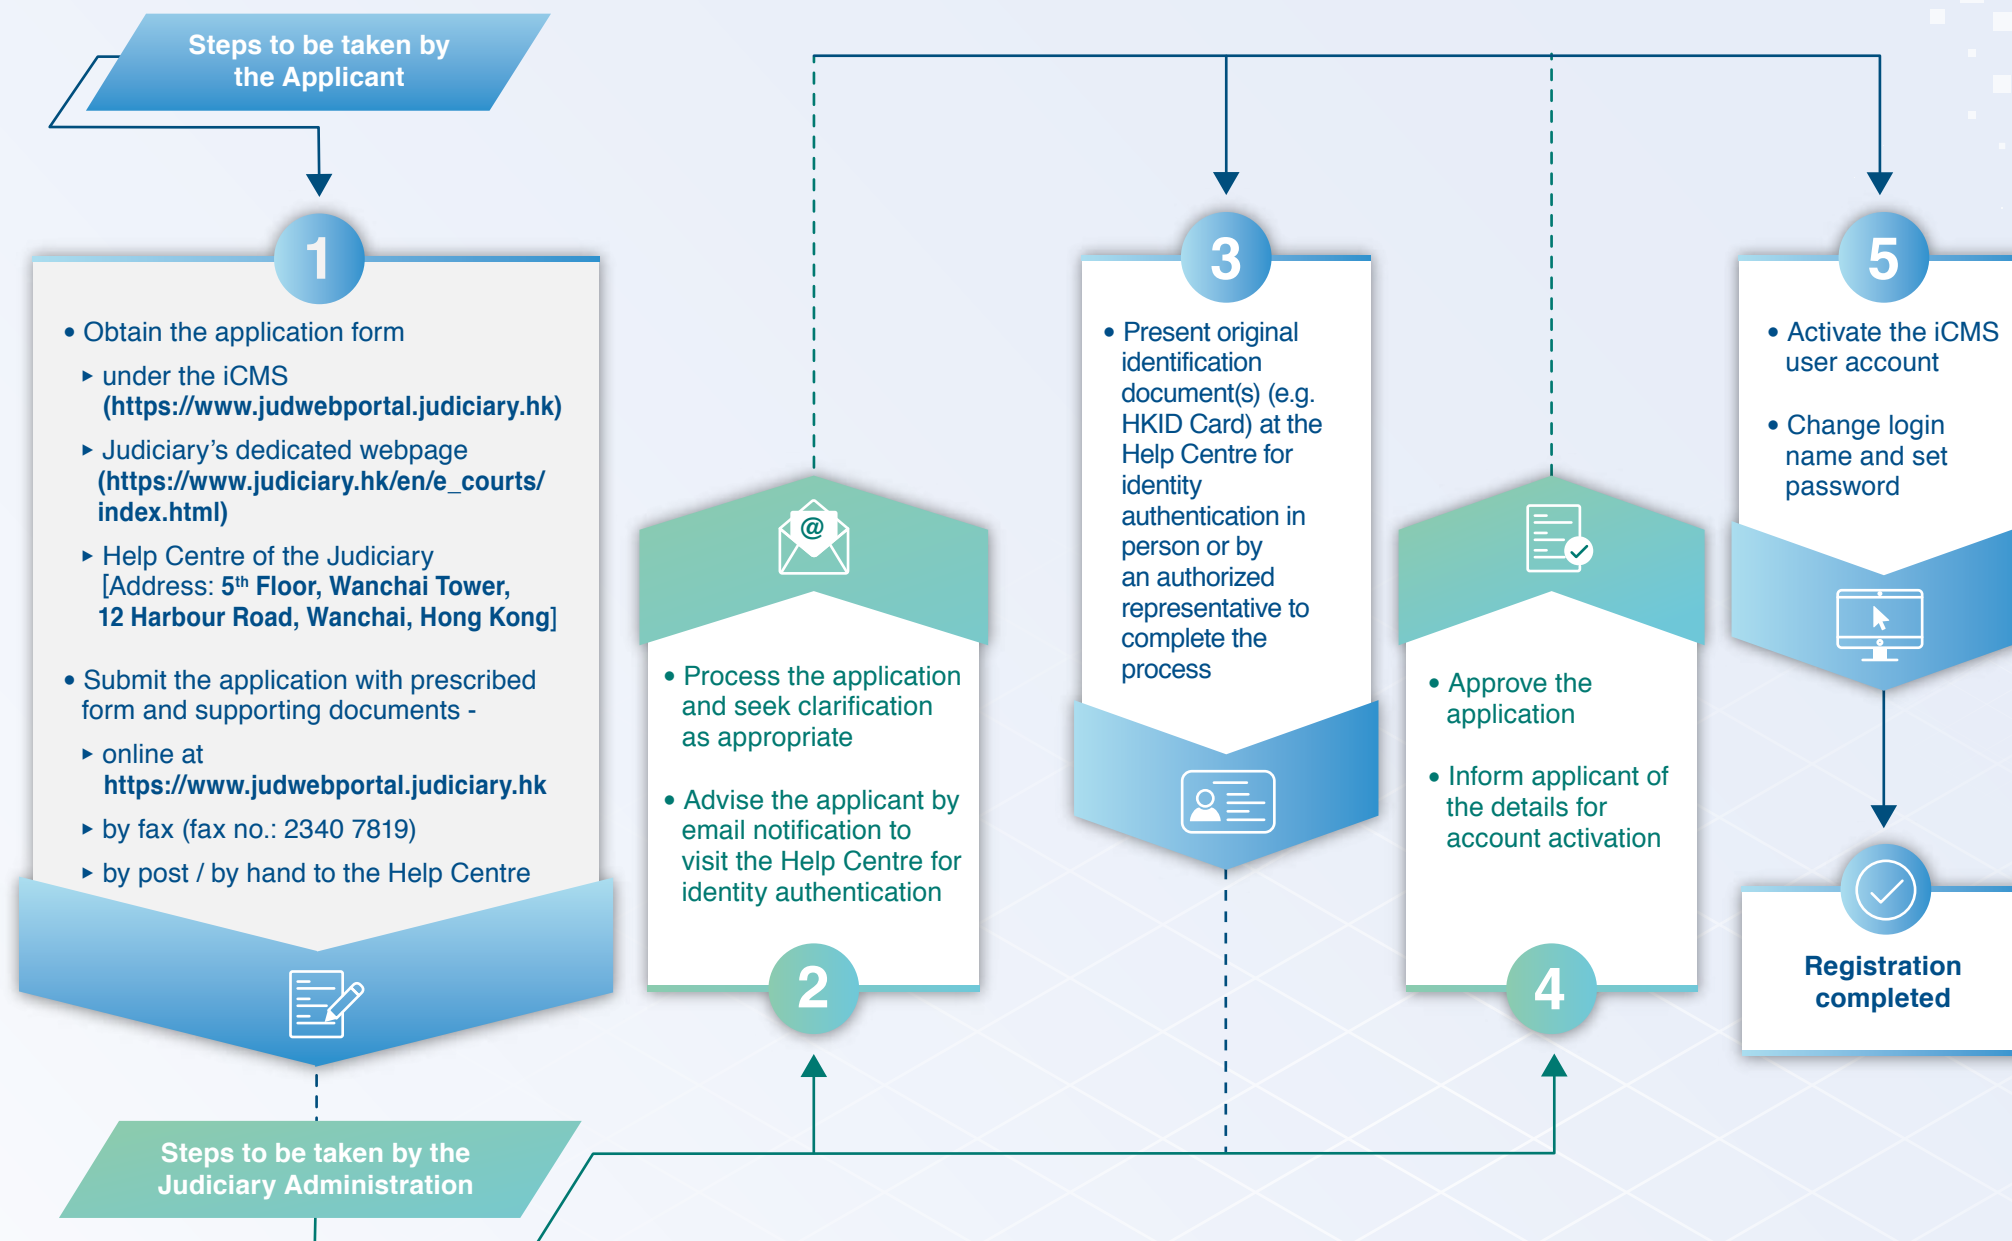 Steps to be taken by
the Applicant
1
• Obtain the application form
▸ under the iCMS
(https://www.judwebportal.judiciary.hk)
▸ Judiciary’s dedicated webpage
(https://www.judiciary.hk/en/e_courts/
index.html)
▸ Help Centre of the Judiciary
[Address: 5th Floor, Wanchai Tower,
12 Harbour Road, Wanchai, Hong Kong]
• Submit the application with prescribed
form and supporting documents -
▸ online at
https://www.judwebportal.judiciary.hk
▸ by fax (fax no.: 2340 7819)
▸ by post / by hand to the Help Centre
Steps to be taken by the
Judiciary Administration
@
• Process the application
and seek clarification
as appropriate
• Advise the applicant by
email notification to
visit the Help Centre for
identity authentication
2
3
• Present original
identification
document(s) (e.g.
HKID Card) at the
Help Centre for
identity
authentication in
person or by
an authorized
representative to
complete the
process
• Approve the
application
• Inform applicant of
the details for
account activation
4
5
• Activate the iCMS
user account
• Change login
name and set
password
Registration
completed